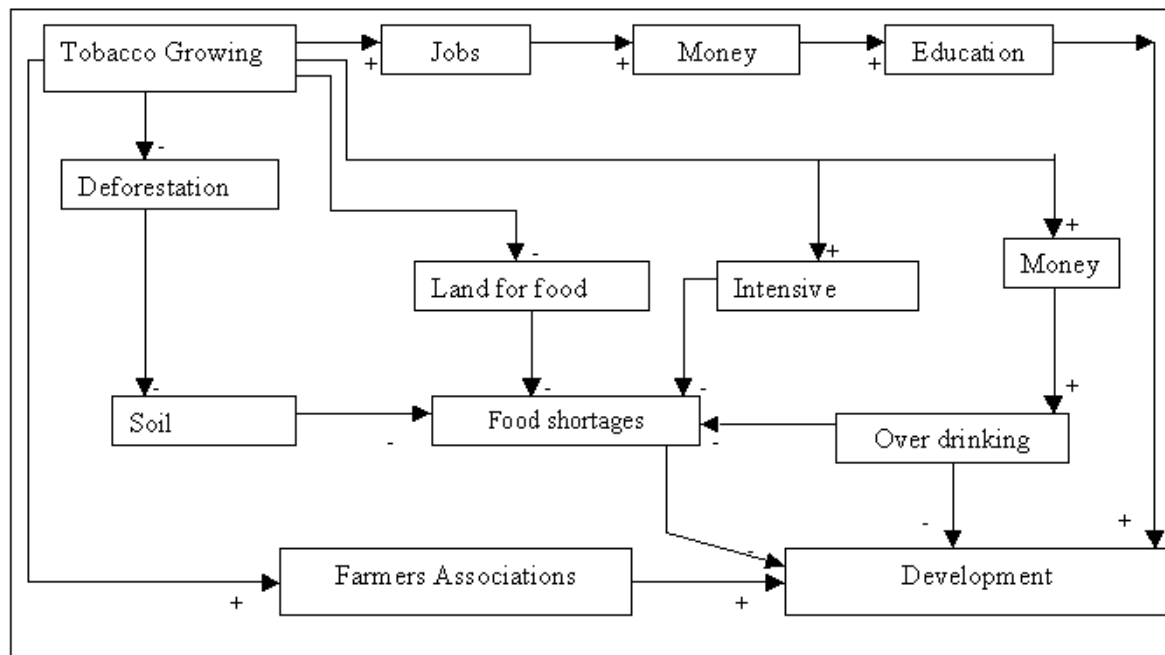 Tobacco Growing
Jobs
Money
Education
+
+
+
-
Deforestation
+
+
-
Land for food
Intensive
Money
-
-
-
+
Soil
Food shortages
Over drinking
-
-
-
+
-
Farmers Associations
Development
+
+